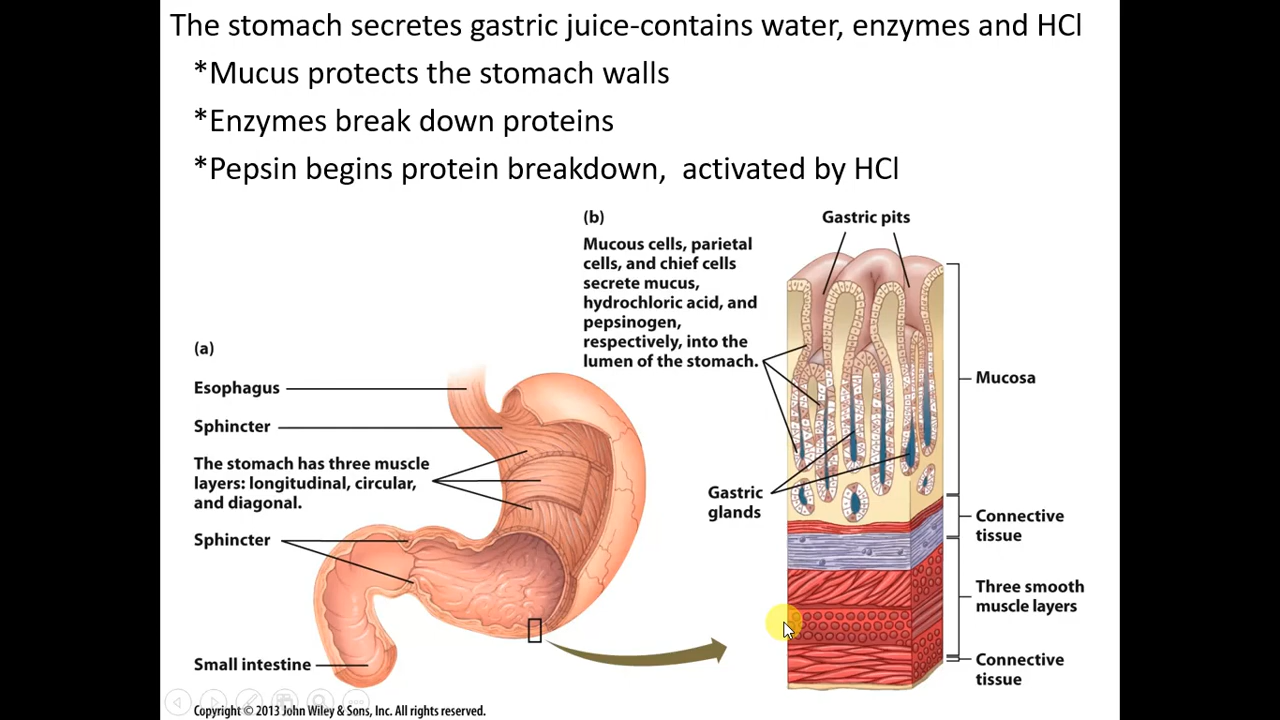 The stomach secretes gastric juice-contains water, enzymes and HCl
*Mucus protects the stomach walls
*Enzymes break down proteins
*Pepsin begins protein breakdown,  activated by HCl
(b)
Mucous cells, parietal
cells, and chief cells
secrete mucus,
hydrochloric acid, and
pepsinogen,
respectively, into the
lumen of the stomach.
Gastric pits
Mucosa
Gastric
glands
Connective
tissue
Three smooth
muscle layers
Connective
tissue
(a)
Esophagus
Sphincter
The stomach has three muscle
layers: longitudinal, circular,
and diagonal.
Sphincter
Small intestine
Copyright © 2013 John Wiley & Sons, Inc. All rights reserved.